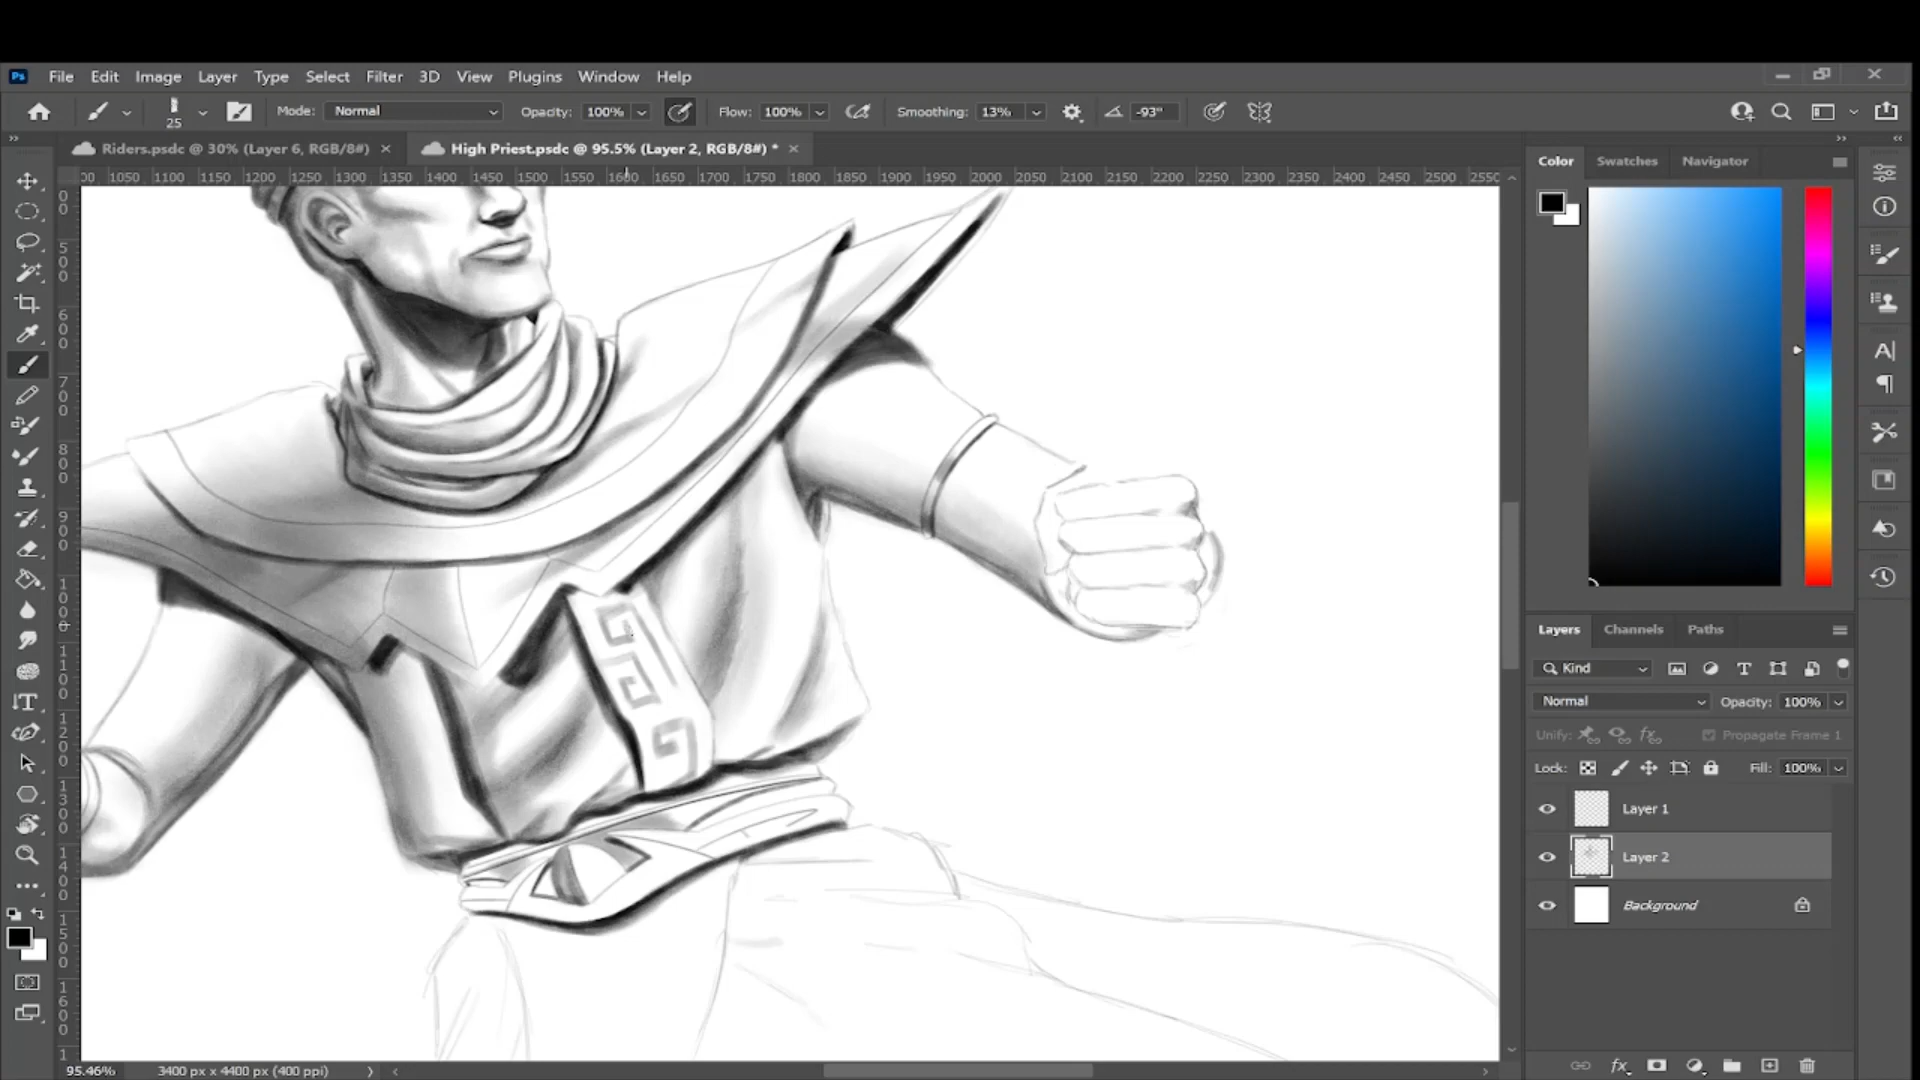 Ps File Edit Image Layer Type Select Filter 3D View Plugins Window Help
25 Mode: Normal Opacity: 100% Flow: 100% Smoothing: 13% -93°
Riders.psdc @ 30% (Layer 6, RGB/8#) × High Priest.psdc @ 95.5% (Layer 2, RGB/8#) * ×
00 1050 1100 1150 1200 1250 1300 1350 1400 1450 1500 1550 1600 1650 1700 1750 1800 1850 1900 1950 2000 2050 2100 2150 2200 2250 2300 2350 2400 2450 2500 2550
Color Swatches Navigator
Layers Channels Paths
Kind
Normal Opacity: 100%
Unify: Propagate Frame 1
Lock: Fill: 100%
Layer 1
Layer 2
Background
95.46% 3400 px x 4400 px (400 ppi)